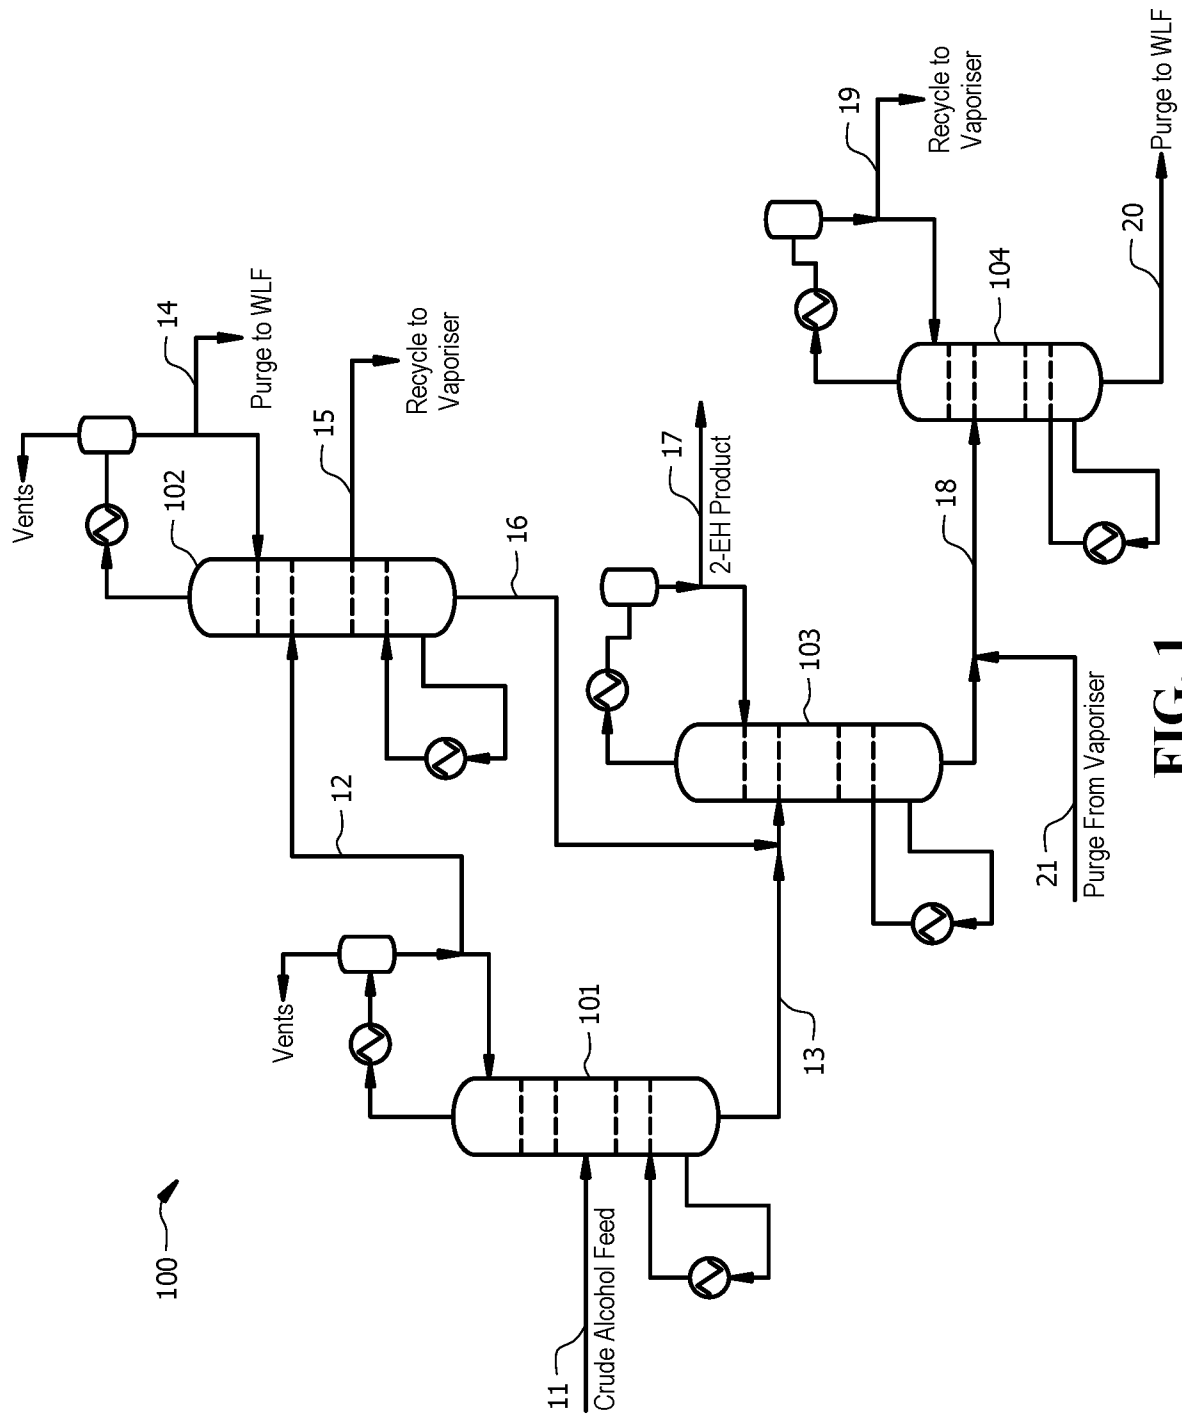 Vents
100
102
14
Purge to WLF
Vents
12
15
Recycle to
Vaporiser
16
11
Crude Alcohol Feed
101
17
2-EH Product
13
103
19
Recycle to
Vaporiser
18
104
21
Purge From Vaporiser
20
Purge to WLF
FIG. 1